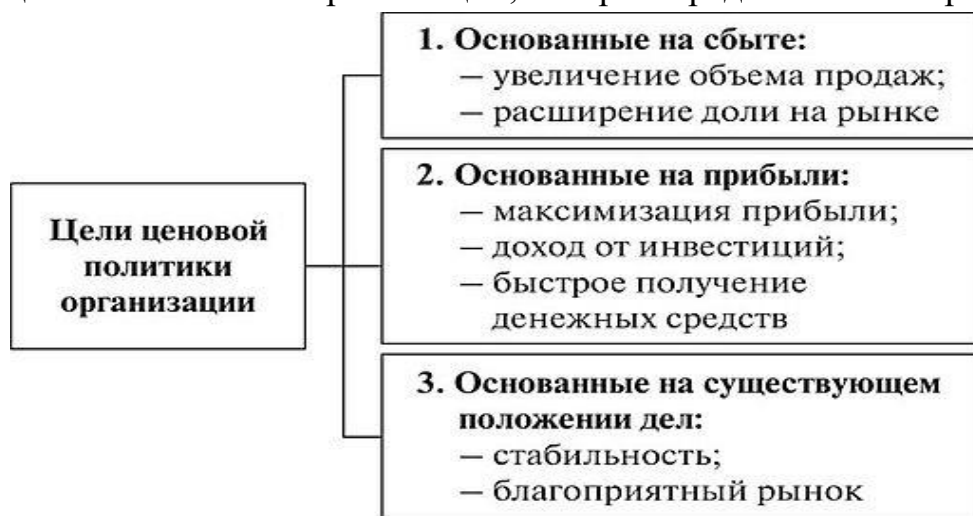 1. Основанные на сбыте:
– увеличение объема продаж;
– расширение доли на рынке
Цели ценовой
политики
организации
2. Основанные на прибыли:
– максимизация прибыли;
– доход от инвестиций;
– быстрое получение
денежных средств
3. Основанные на существующем
положении дел:
– стабильность;
– благоприятный рынок